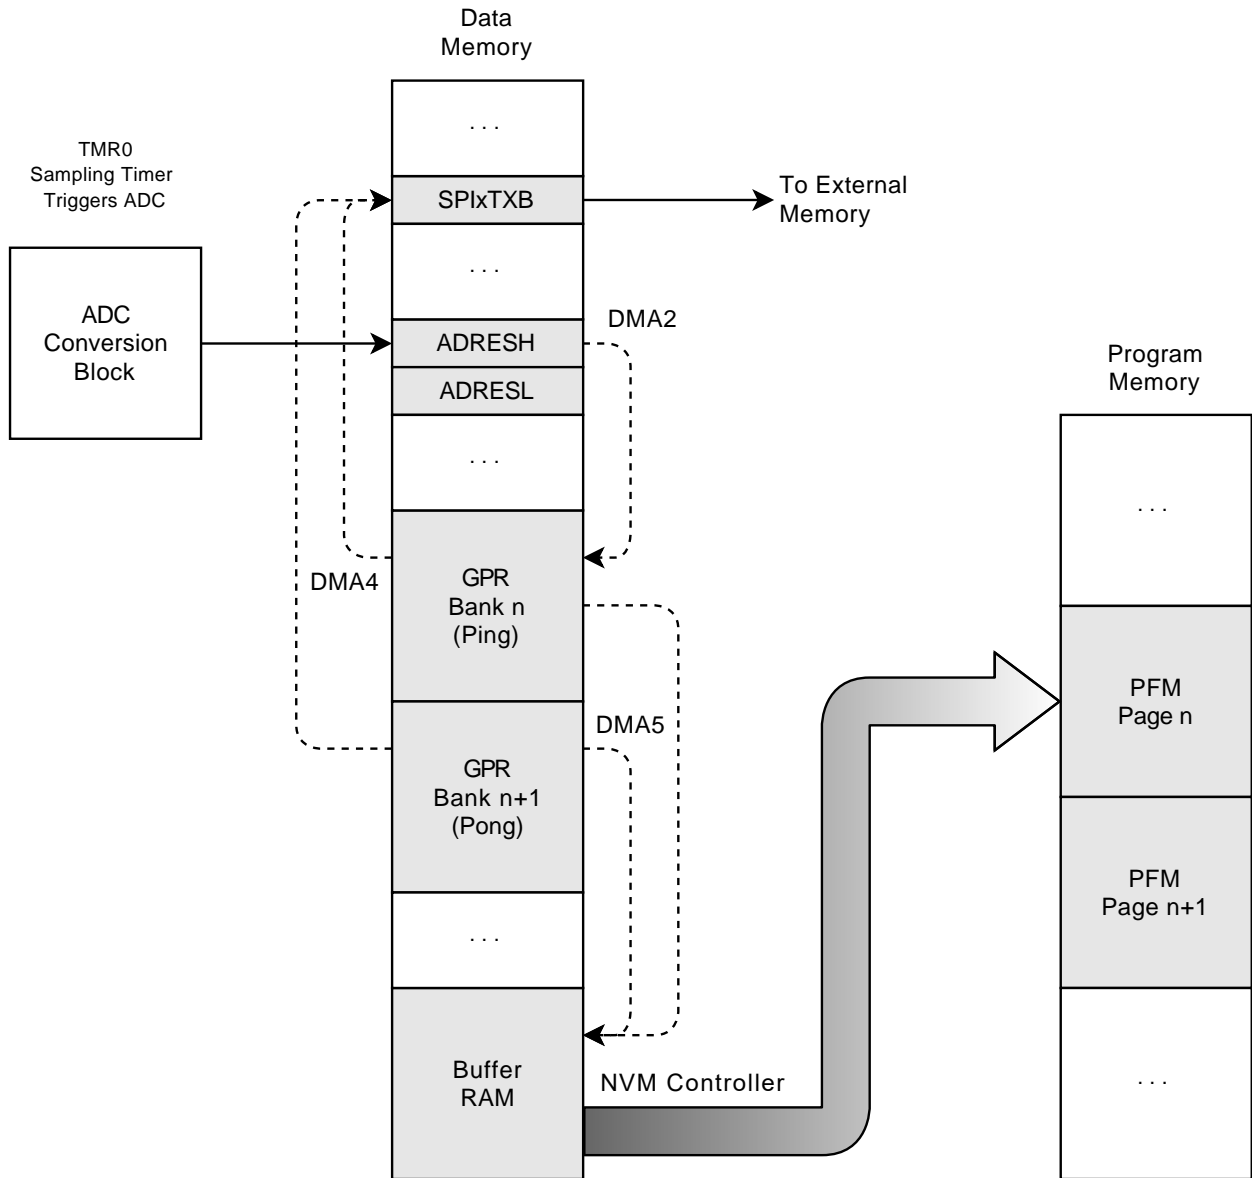 Data
Memory
. . .
TMR0
Sampling Timer
Triggers ADC
SPIxTXB
To External
Memory
. . .
ADC
Conversion
Block
DMA2
ADRESH
ADRESL
Program
Memory
. . .
. . .
DMA4
GPR
Bank n
(Ping)
PFM
Page n
DMA5
GPR
Bank n+1
(Pong)
PFM
Page n+1
. . .
Buffer
RAM
NVM Controller
. . .